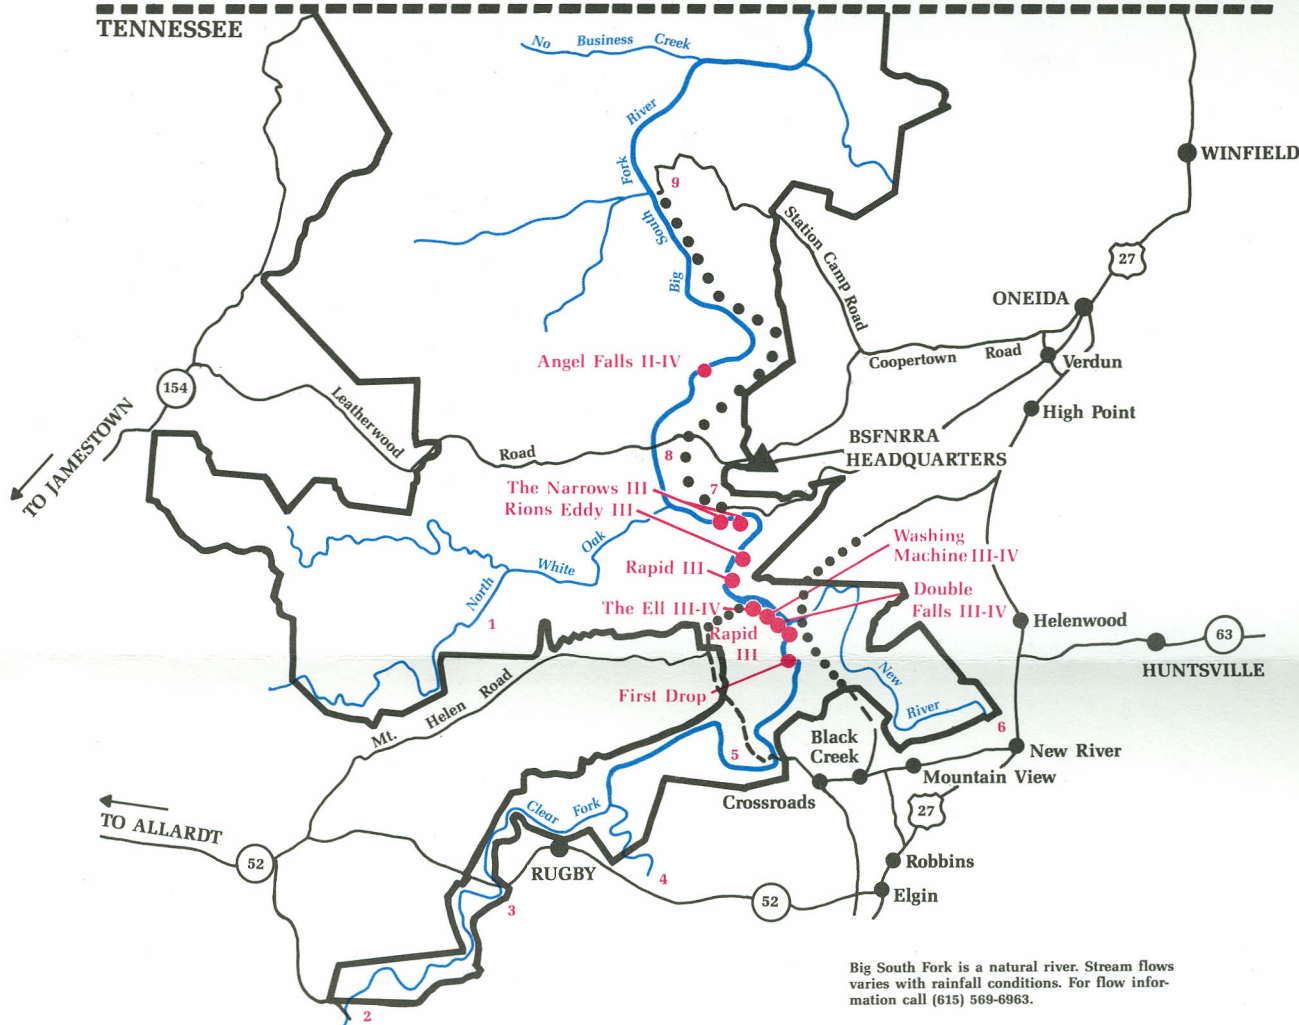 TENNESSEE
No Business Creek
WINFIELD
River
Fork
South
Big
9
Station Camp Road
27
ONEIDA
Coopertown Road
Verdun
Angel Falls II-IV
154
Leatherwood
Road
High Point
TO JAMESTOWN
BSFNRRA
HEADQUARTERS
8
7
The Narrows III
Rions Eddy III
White Oak
North
Rapid III
Washing
Machine III-IV
Double
Falls III-IV
The Ell III-IV
Rapid
III
First Drop
1
Helenwood
63
HUNTSVILLE
Mt. Helen Road
New
River
6
5
Black
Creek
New River
Mountain View
Crossroads
27
TO ALLARDT
Clear Fork
52
RUGBY
4
Robbins
Elgin
52
3
2
Big South Fork is a natural river. Stream flows
varies with rainfall conditions. For flow infor-
mation call (615) 569-6963.